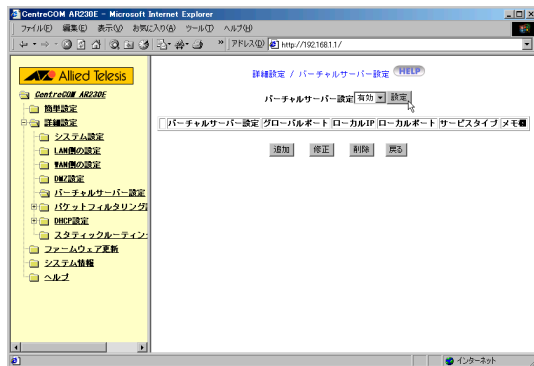 CentreCOM AR230E - Microsoft Internet Explorer
ファイル(F) 編集(E) 表示(V) お気に入り(A) ツール(T) ヘルプ(H)
アドレス(D) http://192.168.1.1/
Allied Telesis
CentreCOM AR230E
簡単設定
詳細設定
システム設定
LAN側の設定
WAN側の設定
DMZ設定
バーチャルサーバー設定
パケットフィルタリング
DHCP設定
スタティックルーティン
ファームウェア更新
システム情報
ヘルプ
詳細設定 / バーチャルサーバー設定 HELP
バーチャルサーバー設定 有効 設定
バーチャルサーバー設定 グローバルポート ローカルIP ローカルポート サービスタイプ メモ欄
追加 修正 削除 戻る
インターネット